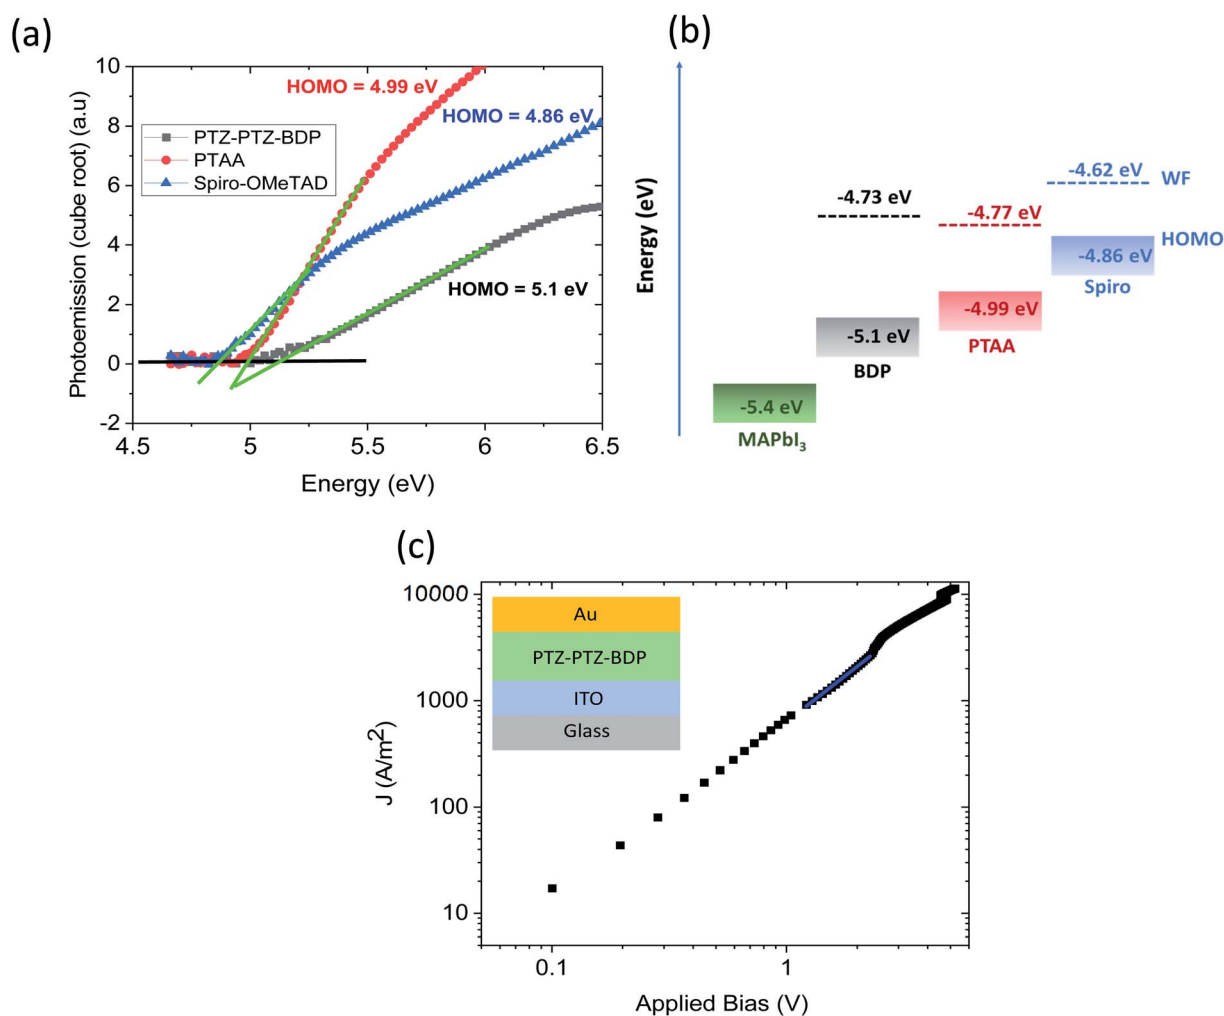 (a)
10
8
6
4
2
0
-2
Photoemission (cube root) (a.u)
HOMO = 4.99 eV
HOMO = 4.86 eV
PTZ-PTZ-BDP
PTAA
Spiro-OMeTAD
HOMO = 5.1 eV
4.5 5 5.5 6 6.5
Energy (eV)
(b)
Energy (eV)
-4.62 eV WF
-4.73 eV
-4.77 eV
HOMO
-4.86 eV
Spiro
-4.99 eV
PTAA
-5.1 eV
BDP
-5.4 eV
MAPbI₃
(c)
10000
1000
100
10
J (A/m²)
Au
PTZ-PTZ-BDP
ITO
Glass
0.1 1
Applied Bias (V)